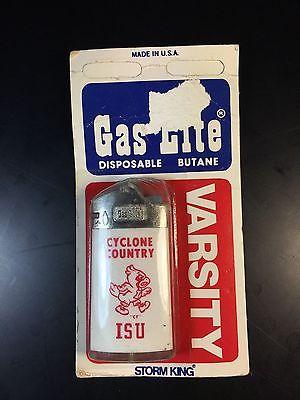 MADE IN U.S.A.
Gas Lite®
DISPOSABLE BUTANE
VARSITY
CYCLONE
COUNTRY
ISU
STORM KING®